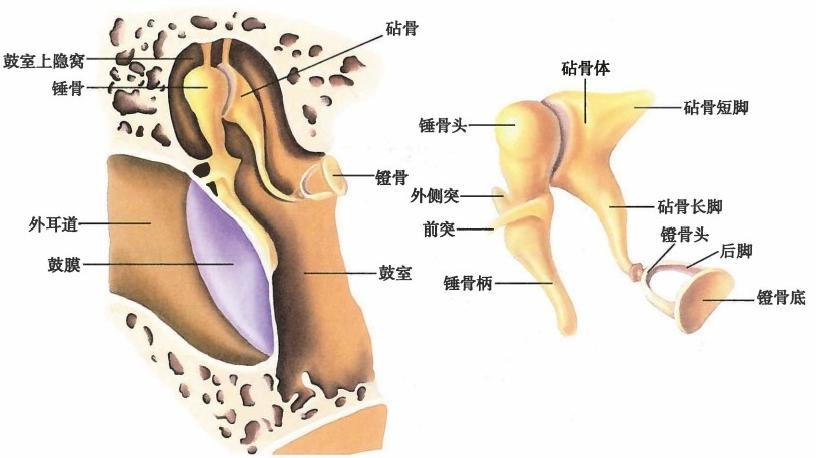 砧骨
鼓室上隐窝
锤骨
镫骨
外耳道
鼓膜
鼓室
砧骨体
锤骨头
砧骨短脚
外侧突
前突
砧骨长脚
镫骨头
后脚
锤骨柄
镫骨底